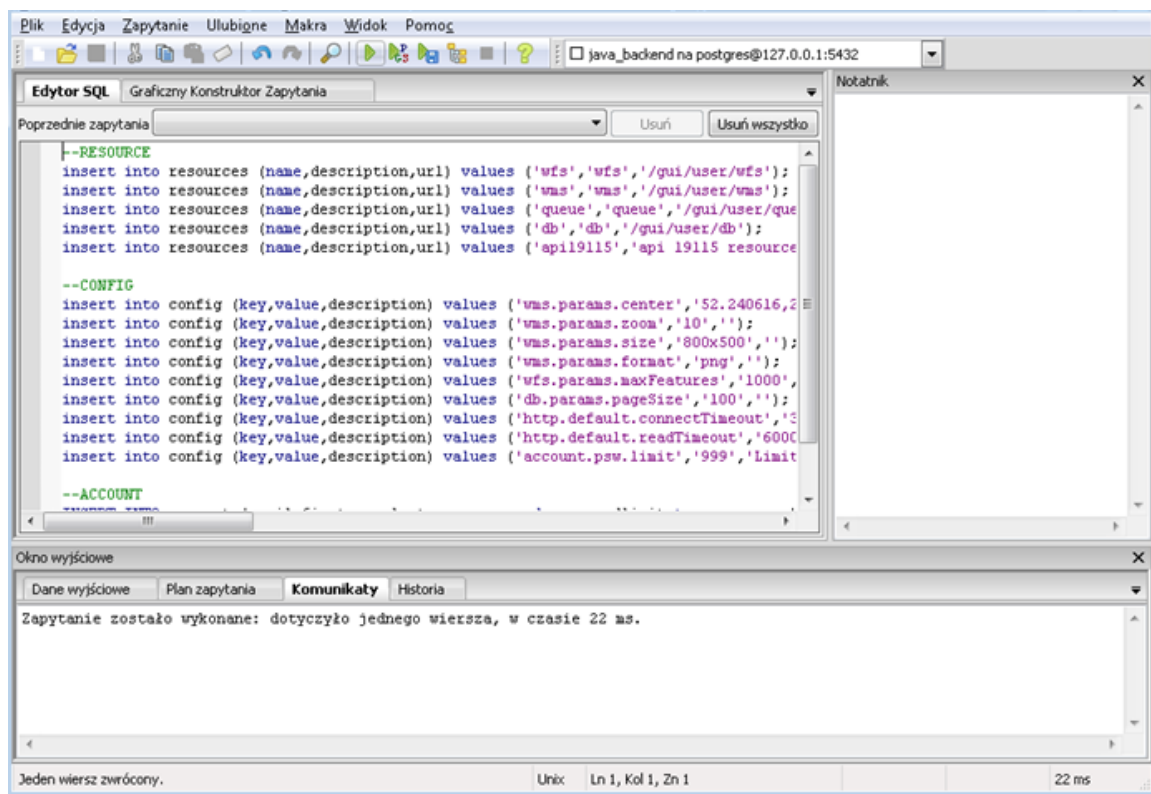 Plik Edycja Zapytanie Ulubione Makra Widok Pomoc
java_backend na postgres@127.0.0.1:5432
Edytor SQL Graficzny Konstruktor Zapytania
Notatnik
Poprzednie zapytania Usuń Usuń wszystko
--RESOURCE
insert into resources (name,description,url) values ('wfs','wfs','/gui/user/wfs');
insert into resources (name,description,url) values ('wms','wms','/gui/user/wms');
insert into resources (name,description,url) values ('queue','queue','/gui/user/que
insert into resources (name,description,url) values ('db','db','/gui/user/db');
insert into resources (name,description,url) values ('api19115','api 19115 resource
--CONFIG
insert into config (key,value,description) values ('wms.params.center','52.240616,2
insert into config (key,value,description) values ('wms.params.zoom','10','');
insert into config (key,value,description) values ('wms.params.size','800x500','');
insert into config (key,value,description) values ('wms.params.format','png','');
insert into config (key,value,description) values ('wfs.params.maxFeatures','1000',
insert into config (key,value,description) values ('db.params.pageSize','100','');
insert into config (key,value,description) values ('http.default.connectTimeout','3
insert into config (key,value,description) values ('http.default.readTimeout','6000
insert into config (key,value,description) values ('account.psw.limit','999','Limit
--ACCOUNT
INSERT INTO
Okno wyjściowe
Dane wyjściowe Plan zapytania Komunikaty Historia
Zapytanie zostało wykonane: dotyczyło jednego wiersza, w czasie 22 ms.
Jeden wiersz zwrócony. Unix Ln 1, Kol 1, Zn 1 22 ms